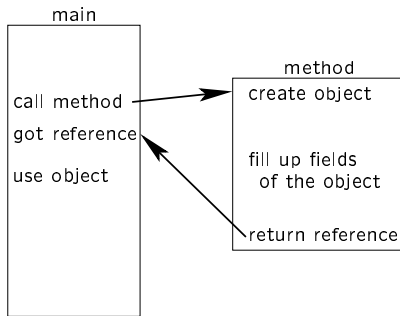 main
call method
got reference
use object
method
create object
fill up fields
of the object
return reference